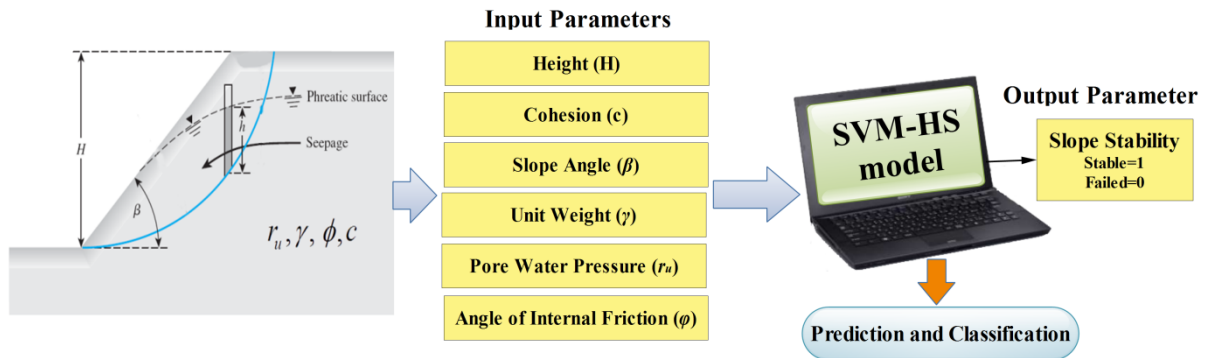 H
β
Phreatic surface
h
Seepage
r_u, γ, ϕ, c
Input Parameters
Height (H)
Cohesion (c)
Slope Angle (β)
Unit Weight (γ)
Pore Water Pressure (r_u)
Angle of Internal Friction (φ)
SVM-HS
model
Output Parameter
Slope Stability
Stable=1
Failed=0
Prediction and Classification